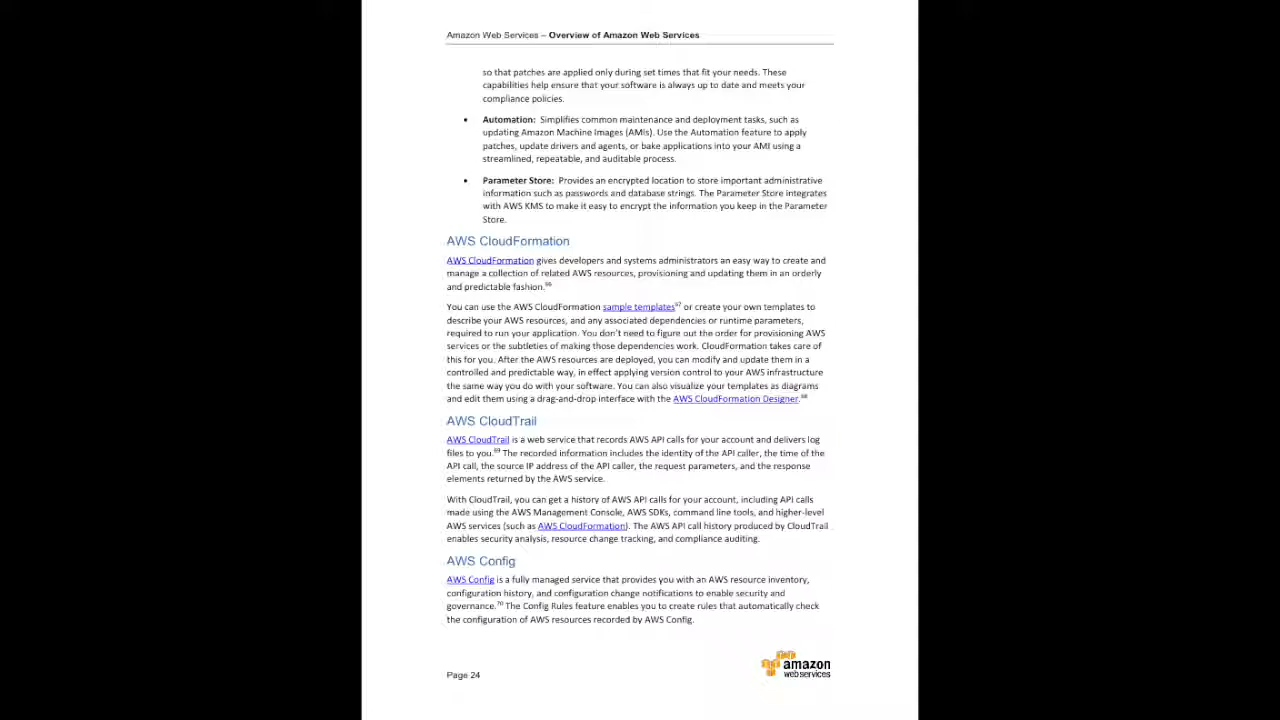 Amazon Web Services – Overview of Amazon Web Services
so that patches are applied only during set times that fit your needs. These
capabilities help ensure that your software is always up to date and meets your
compliance policies.
• Automation: Simplifies common maintenance and deployment tasks, such as
updating Amazon Machine Images (AMIs). Use the Automation feature to apply
patches, update drivers and agents, or bake applications into your AMI using a
streamlined, repeatable, and auditable process.
• Parameter Store: Provides an encrypted location to store important administrative
information such as passwords and database strings. The Parameter Store integrates
with AWS KMS to make it easy to encrypt the information you keep in the Parameter
Store.
AWS CloudFormation
AWS CloudFormation gives developers and systems administrators an easy way to create and
manage a collection of related AWS resources, provisioning and updating them in an orderly
and predictable fashion.66
You can use the AWS CloudFormation sample templates67 or create your own templates to
describe your AWS resources, and any associated dependencies or runtime parameters,
required to run your application. You don't need to figure out the order for provisioning AWS
services or the subtleties of making those dependencies work. CloudFormation takes care of
this for you. After the AWS resources are deployed, you can modify and update them in a
controlled and predictable way, in effect applying version control to your AWS infrastructure
the same way you do with your software. You can also visualize your templates as diagrams
and edit them using a drag-and-drop interface with the AWS CloudFormation Designer.68
AWS CloudTrail
AWS CloudTrail is a web service that records AWS API calls for your account and delivers log
files to you.69 The recorded information includes the identity of the API caller, the time of the
API call, the source IP address of the API caller, the request parameters, and the response
elements returned by the AWS service.
With CloudTrail, you can get a history of AWS API calls for your account, including API calls
made using the AWS Management Console, AWS SDKs, command line tools, and higher-level
AWS services (such as AWS CloudFormation). The AWS API call history produced by CloudTrail
enables security analysis, resource change tracking, and compliance auditing.
AWS Config
AWS Config is a fully managed service that provides you with an AWS resource inventory,
configuration history, and configuration change notifications to enable security and
governance.70 The Config Rules feature enables you to create rules that automatically check
the configuration of AWS resources recorded by AWS Config.
Page 24
amazon
web services